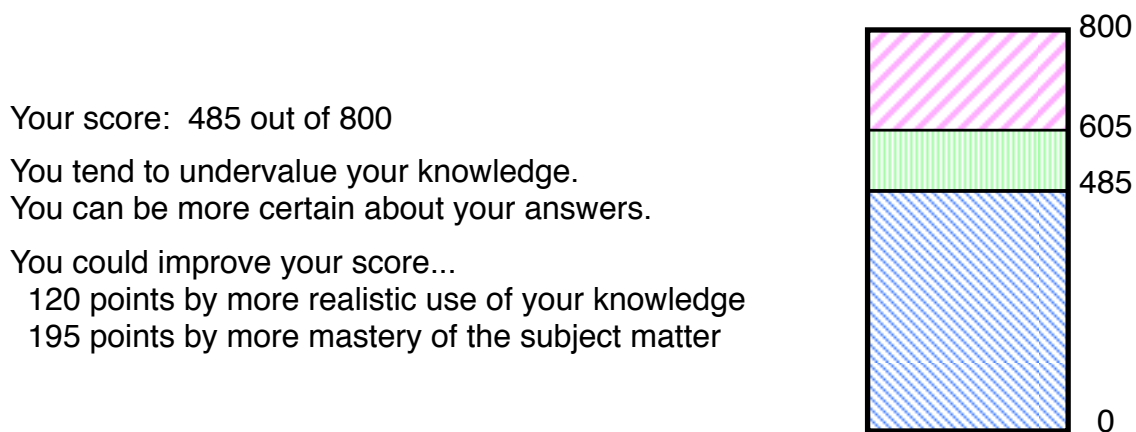 800
Your score: 485 out of 800
605
You tend to undervalue your knowledge.
485
You can be more certain about your answers.
You could improve your score...
120 points by more realistic use of your knowledge
195 points by more mastery of the subject matter
0